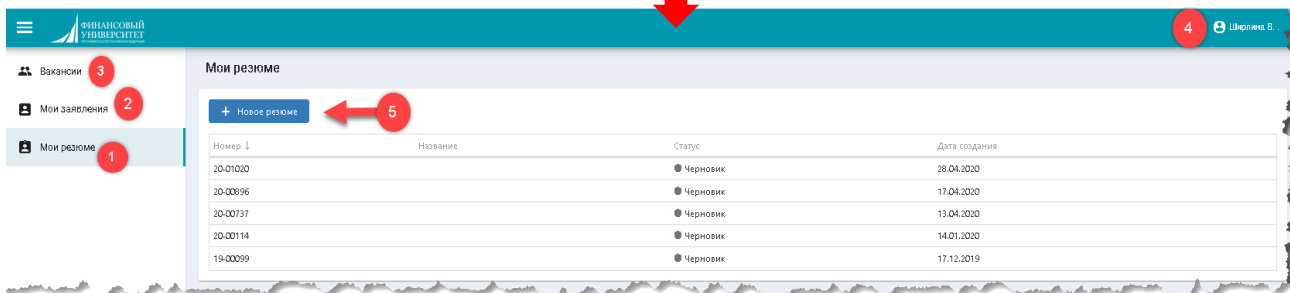 ФИНАНСОВЫЙ
УНИВЕРСИТЕТ
4
Ширлина В...
Вакансии
3
Мои заявления
2
Мои резюме
1
Мои резюме
+ Новое резюме
5
Номер ↓ Название Статус Дата создания
20-01020 Черновик 28.04.2020
20-00896 Черновик 17.04.2020
20-00737 Черновик 13.04.2020
20-00114 Черновик 14.01.2020
19-00099 Черновик 17.12.2019